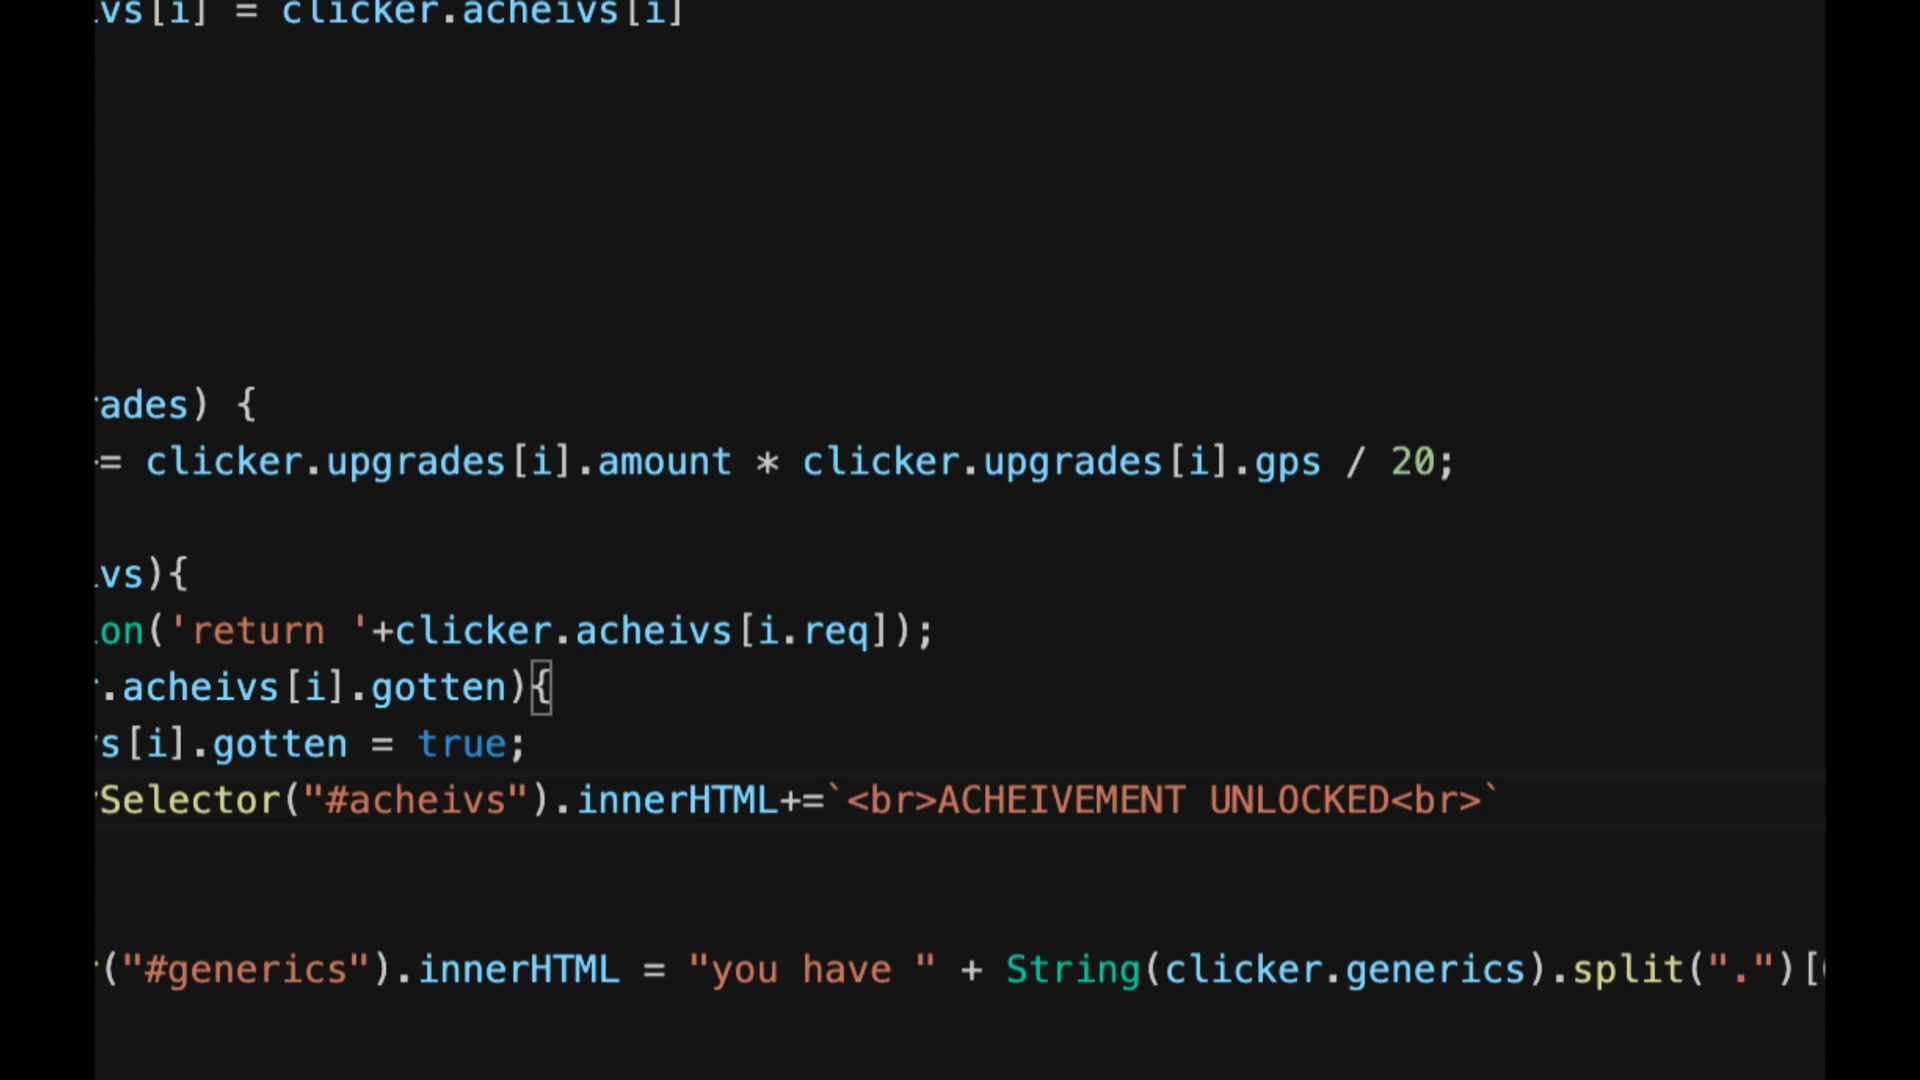 vs[i] = clicker.acheivs[i]
ades) {
= clicker.upgrades[i].amount * clicker.upgrades[i].gps / 20;
vs){
on('return '+clicker.acheivs[i.req]);
.acheivs[i].gotten){
s[i].gotten = true;
Selector("#acheivs").innerHTML+=`<br>ACHEIVEMENT UNLOCKED<br>`
("#generics").innerHTML = "you have " + String(clicker.generics).split(".")[